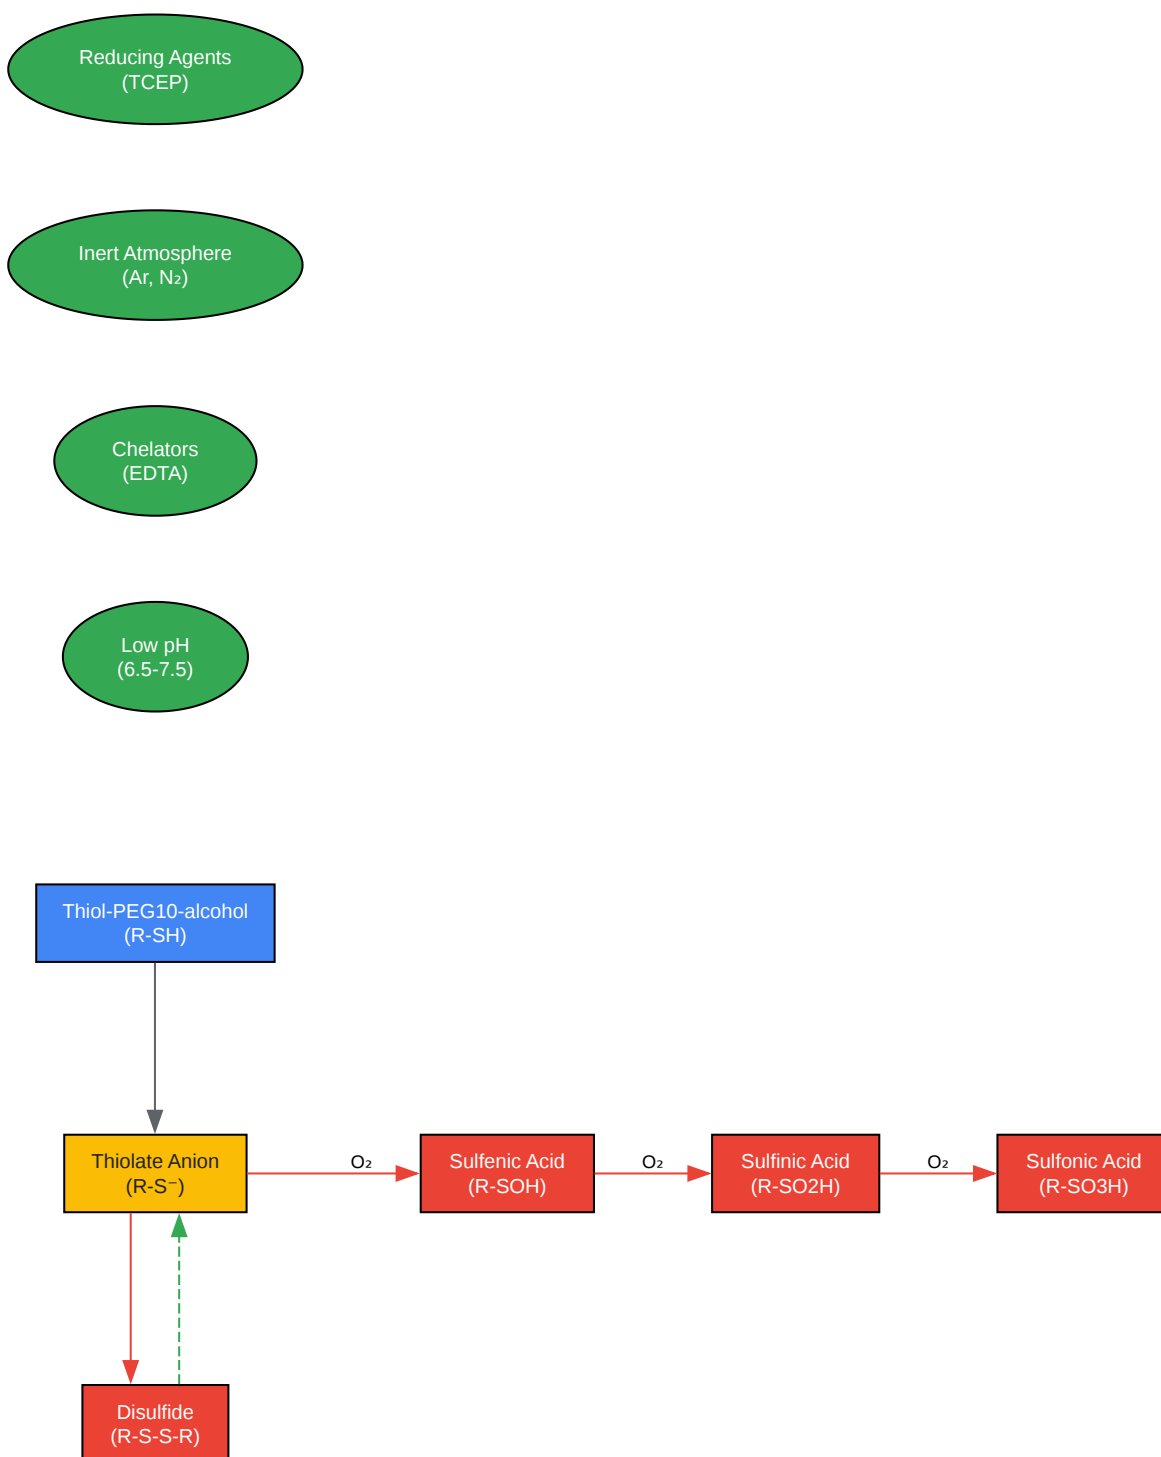 Reducing Agents
(TCEP)
Inert Atmosphere
(Ar, N₂)
Chelators
(EDTA)
Low pH
(6.5-7.5)
Thiol-PEG10-alcohol
(R-SH)
Thiolate Anion
(R-S⁻)
O₂
Sulfenic Acid
(R-SOH)
O₂
Sulfinic Acid
(R-SO2H)
O₂
Sulfonic Acid
(R-SO3H)
Disulfide
(R-S-S-R)